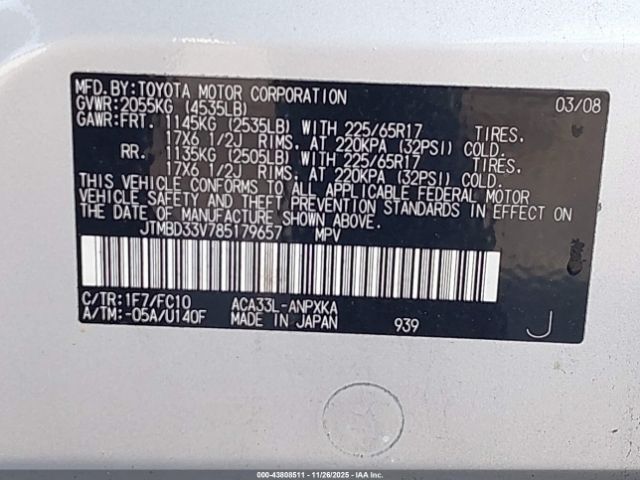 MFD. BY: TOYOTA MOTOR CORPORATION 03/08
GVWR: 2055KG (4535LB)
GAWR: FRT. 1145KG (2535LB) WITH 225/65R17 TIRES,
17X6 1/2J RIMS, AT 220KPA (32PSI) COLD.
RR. 1135KG (2505LB) WITH 225/65R17 TIRES,
17X6 1/2J RIMS, AT 220KPA (32PSI) COLD.
THIS VEHICLE CONFORMS TO ALL APPLICABLE FEDERAL MOTOR
VEHICLE SAFETY AND THEFT PREVENTION STANDARDS IN EFFECT ON
THE DATE OF MANUFACTURE SHOWN ABOVE.
JTMBD33V785179657 MPV
C/TR: 1F7/FC10 ACA33L-ANPXKA
A/TM: -05A/U140F MADE IN JAPAN 939 J
000-43808511 - 11/26/2025 - IAA Inc.